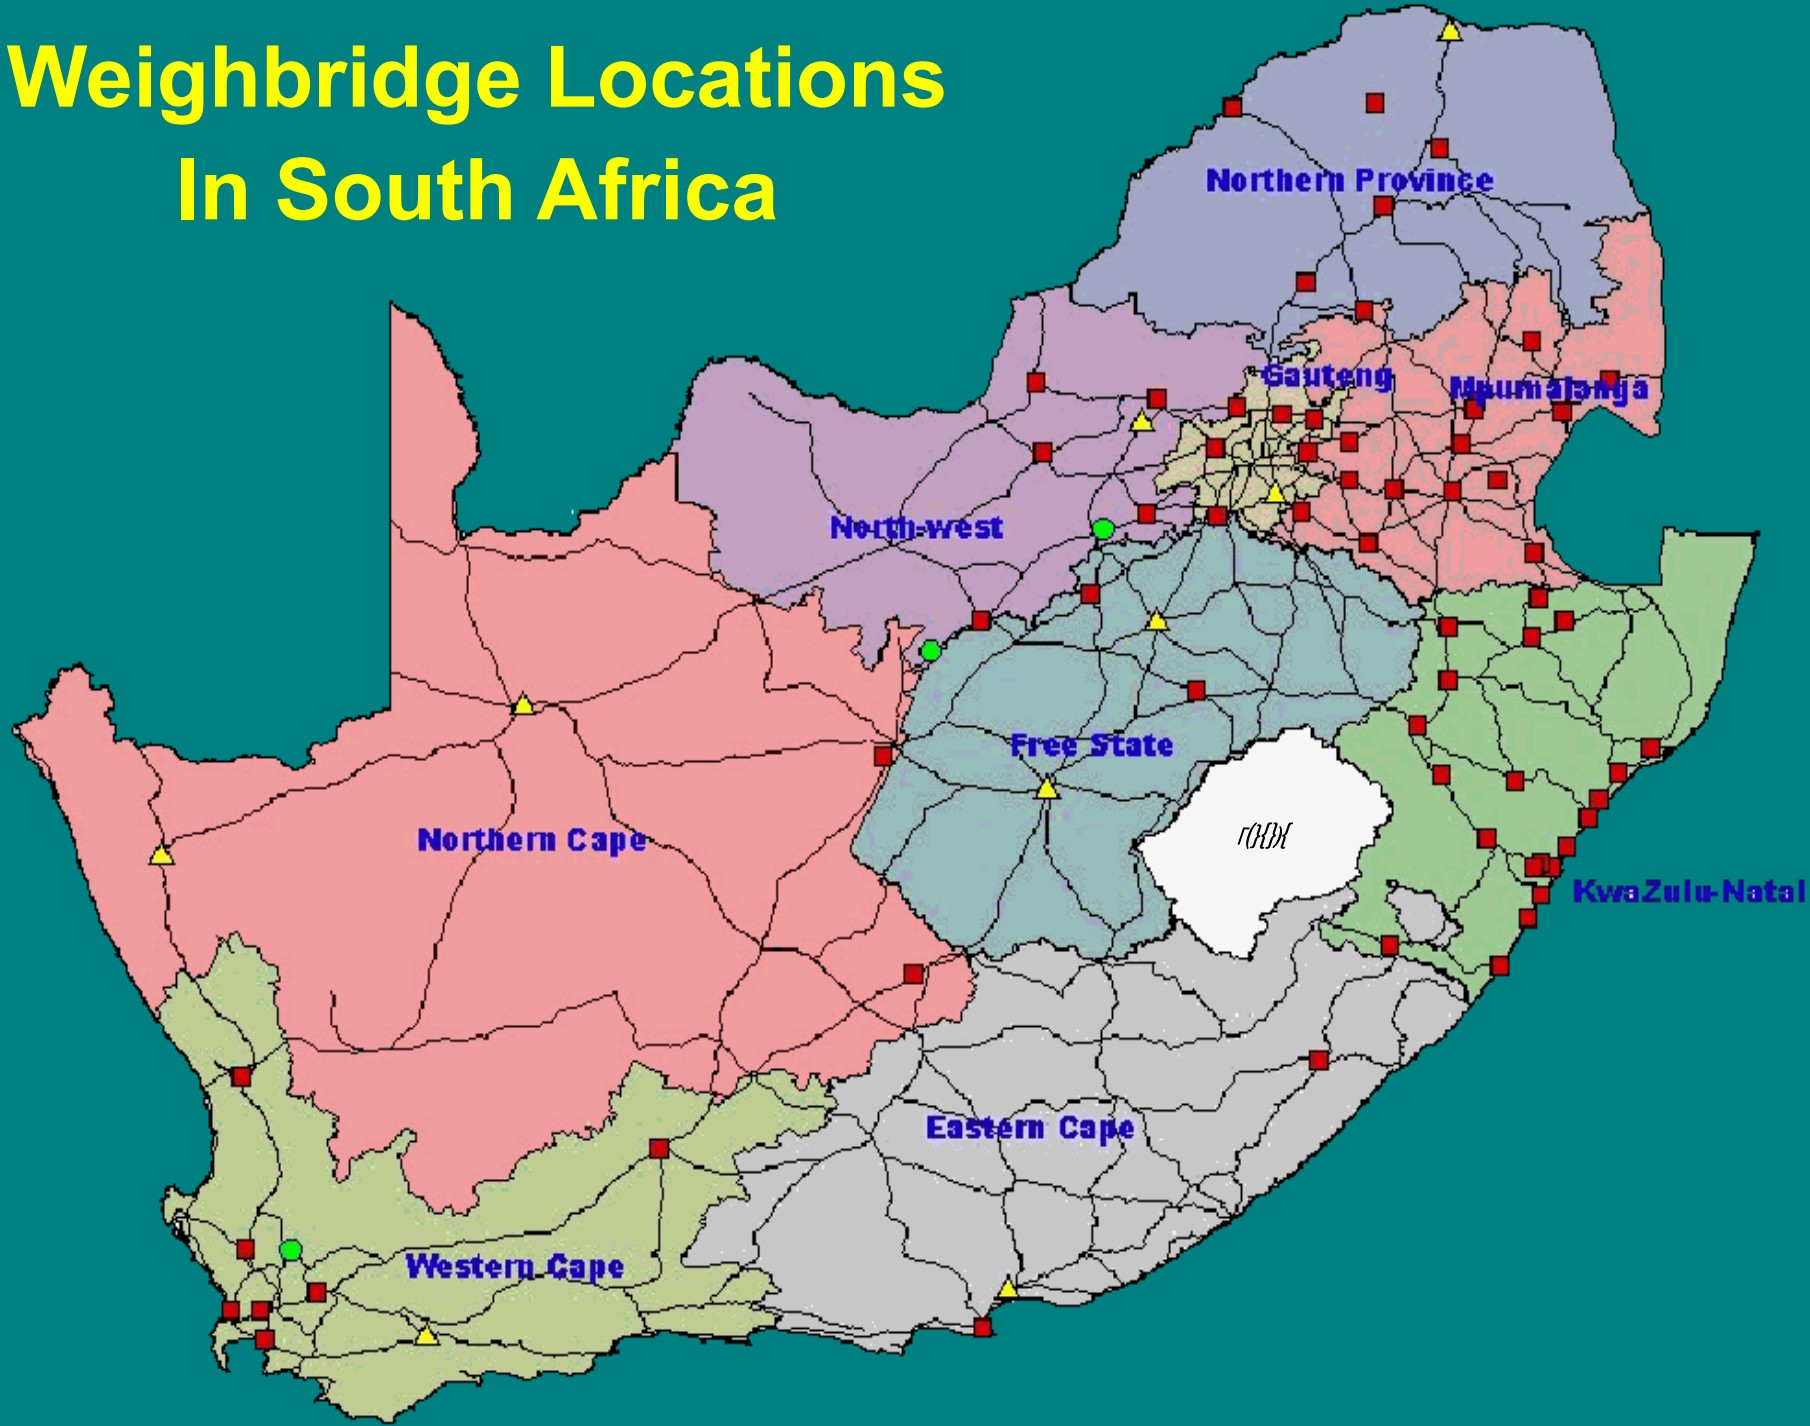 Weighbridge Locations
In South Africa
Northern Province
Gauteng
Mpumalanga
North-west
Free State
Northern Cape
KwaZulu-Natal
Eastern Cape
Western Cape